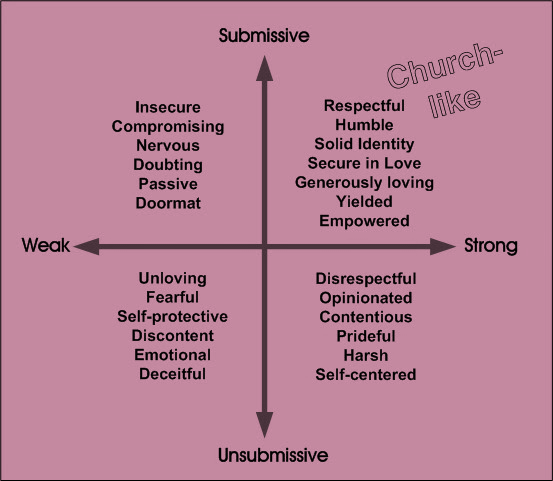 Submissive
Church-
like
Insecure
Compromising
Nervous
Doubting
Passive
Doormat
Respectful
Humble
Solid Identity
Secure in Love
Generously loving
Yielded
Empowered
Weak
Strong
Unloving
Fearful
Self-protective
Discontent
Emotional
Deceitful
Disrespectful
Opinionated
Contentious
Prideful
Harsh
Self-centered
Unsubmissive